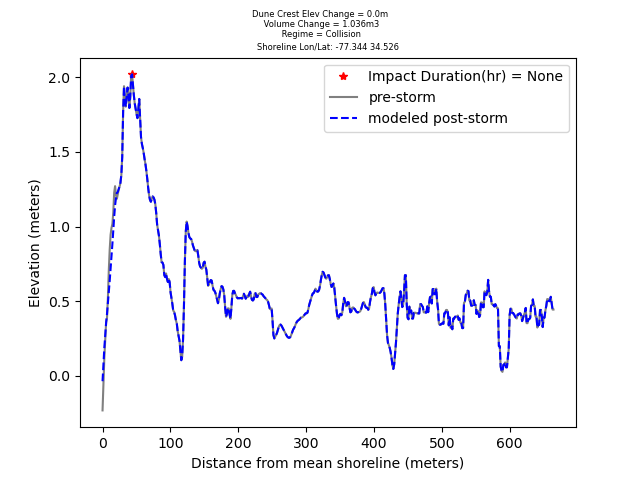 Dune Crest Elev Change = 0.0m
Volume Change = 1.036m3
Regime = Collision
Shoreline Lon/Lat: -77.344 34.526
Impact Duration(hr) = None
pre-storm
modeled post-storm
Elevation (meters)
2.0
1.5
1.0
0.5
0.0
0 100 200 300 400 500 600
Distance from mean shoreline (meters)